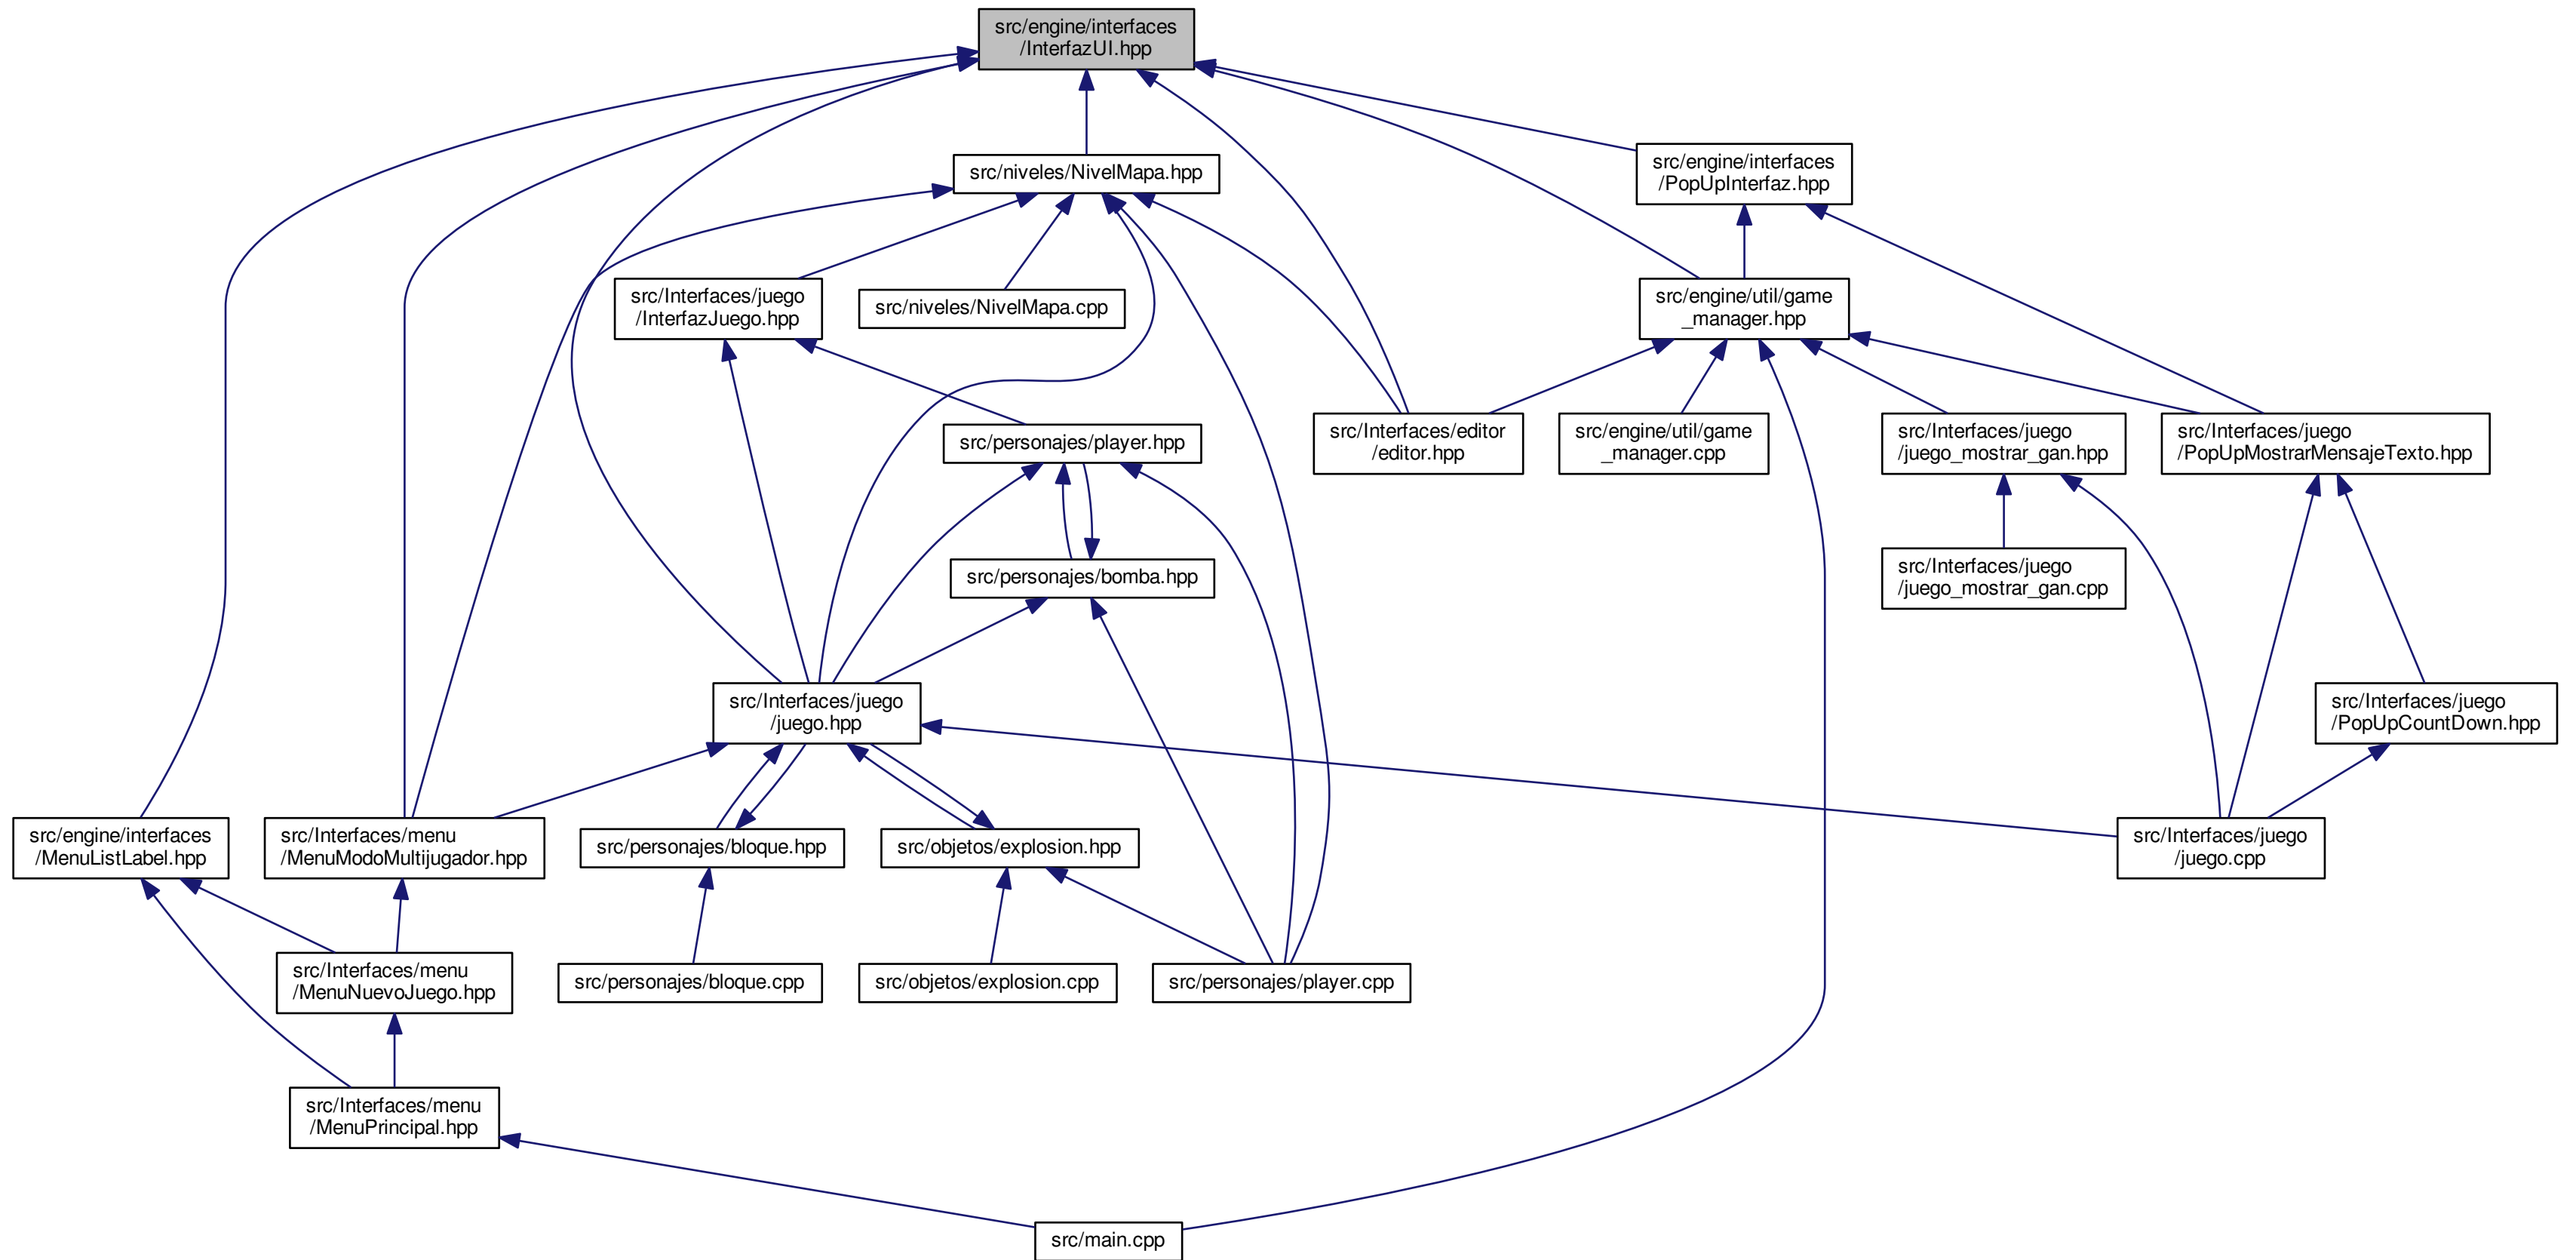 src/engine/interfaces
/InterfazUI.hpp
src/niveles/NivelMapa.hpp
src/engine/interfaces
/PopUpInterfaz.hpp
src/Interfaces/juego
/InterfazJuego.hpp
src/niveles/NivelMapa.cpp
src/engine/util/game
_manager.hpp
src/personajes/player.hpp
src/Interfaces/editor
/editor.hpp
src/engine/util/game
_manager.cpp
src/Interfaces/juego
/juego_mostrar_gan.hpp
src/Interfaces/juego
/PopUpMostrarMensajeTexto.hpp
src/personajes/bomba.hpp
src/Interfaces/juego
/juego_mostrar_gan.cpp
src/Interfaces/juego
/juego.hpp
src/Interfaces/juego
/PopUpCountDown.hpp
src/engine/interfaces
/MenuListLabel.hpp
src/Interfaces/menu
/MenuModoMultijugador.hpp
src/personajes/bloque.hpp
src/objetos/explosion.hpp
src/Interfaces/juego
/juego.cpp
src/Interfaces/menu
/MenuNuevoJuego.hpp
src/personajes/bloque.cpp
src/objetos/explosion.cpp
src/personajes/player.cpp
src/Interfaces/menu
/MenuPrincipal.hpp
src/main.cpp